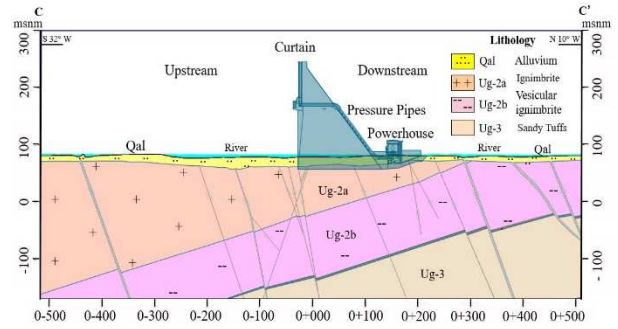 C
C'
msnm
msnm
S 32° W
N 10° W
300
300
Curtain
Lithology
Qal Alluvium
Ug-2a Ignimbrite
Ug-2b Vesicular ignimbrite
Ug-3 Sandy Tuffs
Upstream
Downstream
200
200
Pressure Pipes
Powerhouse
100
100
Qal
River
River
Qal
Ug-2a
0
0
Ug-2b
-100
- 100
Ug-3
0-500 0-400 0-300 0-200 0-100 0+000 0+100 0+200 0+300 0+400 0+500